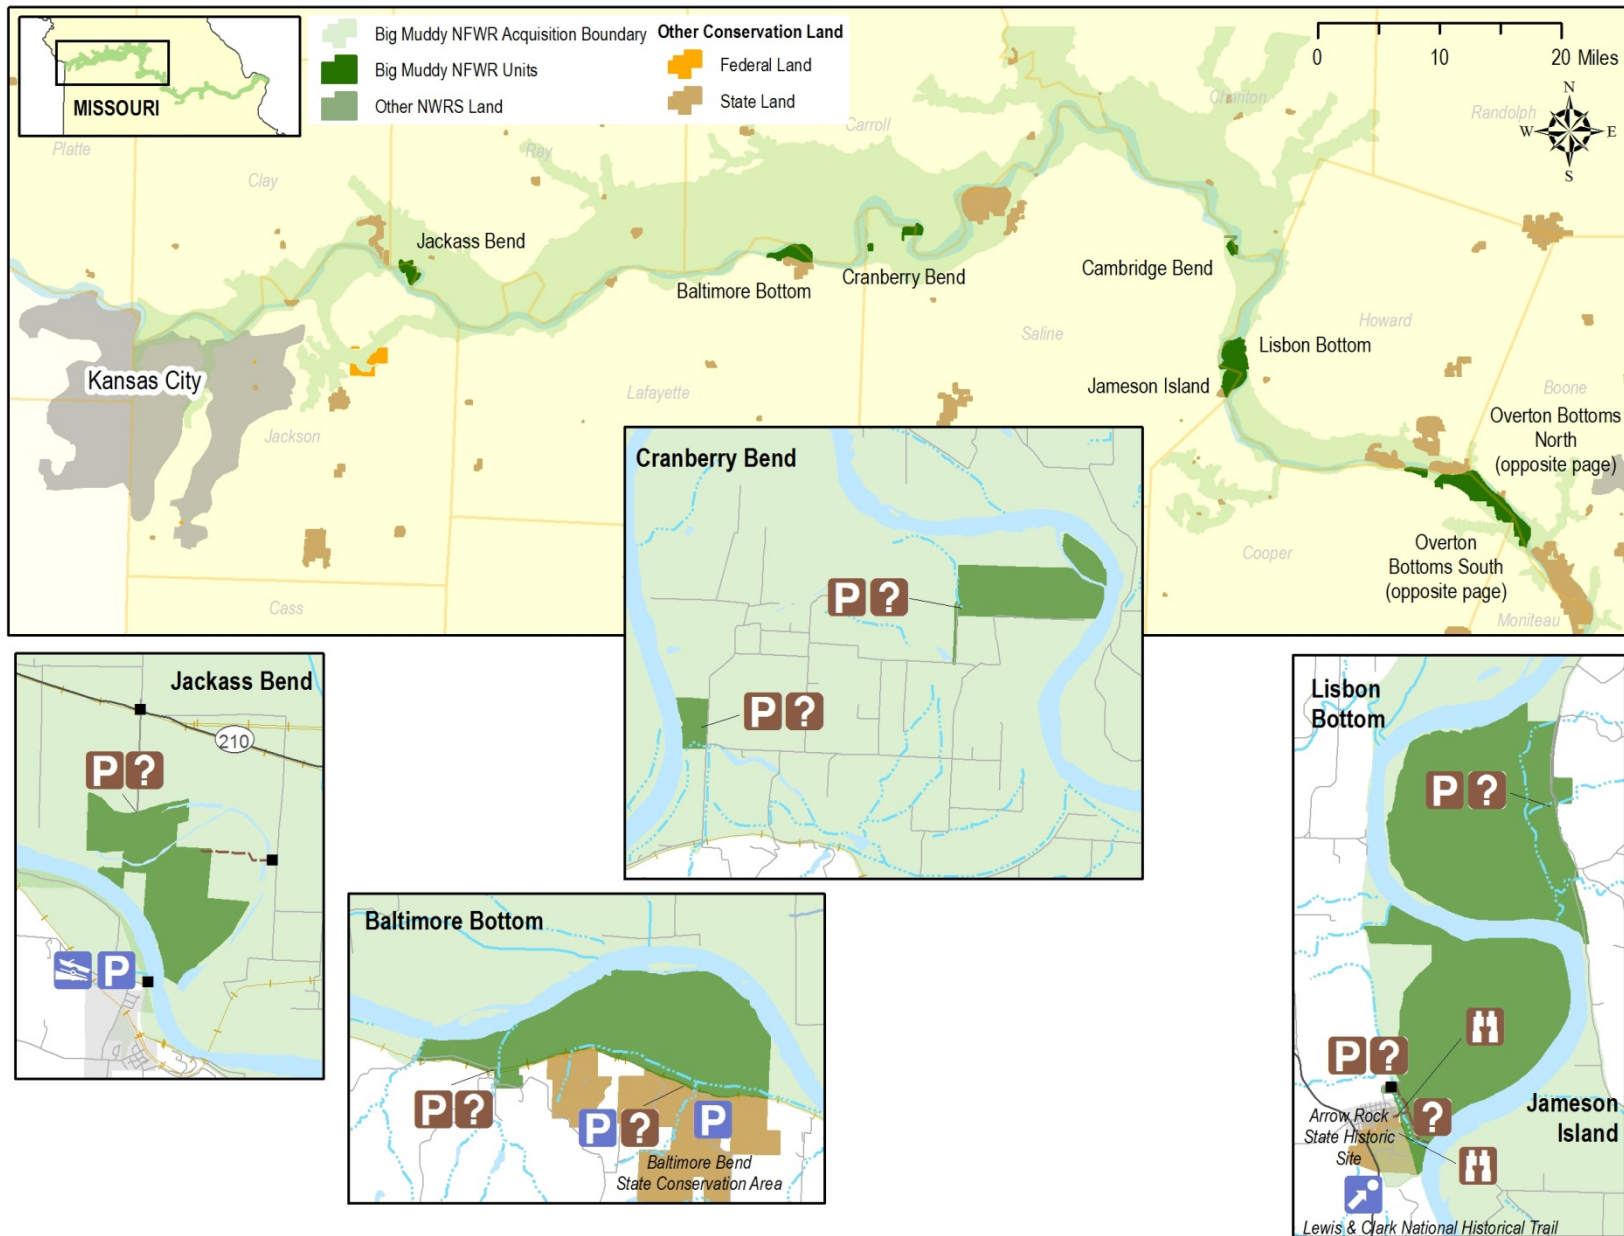 MISSOURI
Big Muddy NFWR Acquisition Boundary
Big Muddy NFWR Units
Other NWRS Land
Other Conservation Land
Federal Land
State Land
0 10 20 Miles
N
W E
S
Platte
Clay
Ray
Carroll
Chariton
Randolph
Jackass Bend
Baltimore Bottom
Cranberry Bend
Cambridge Bend
Saline
Howard
Lisbon Bottom
Jameson Island
Kansas City
Jackson
Lafayette
Boone
Overton Bottoms
North
(opposite page)
Overton
Bottoms South
(opposite page)
Cooper
Cass
Moniteau
Cranberry Bend
P ?
P ?
Jackass Bend
210
P ?
P
Baltimore Bottom
P ?
P ?
P
Baltimore Bend
State Conservation Area
Lisbon
Bottom
P ?
P ?
?
Arrow Rock
State Historic
Site
Jameson
Island
Lewis & Clark National Historical Trail